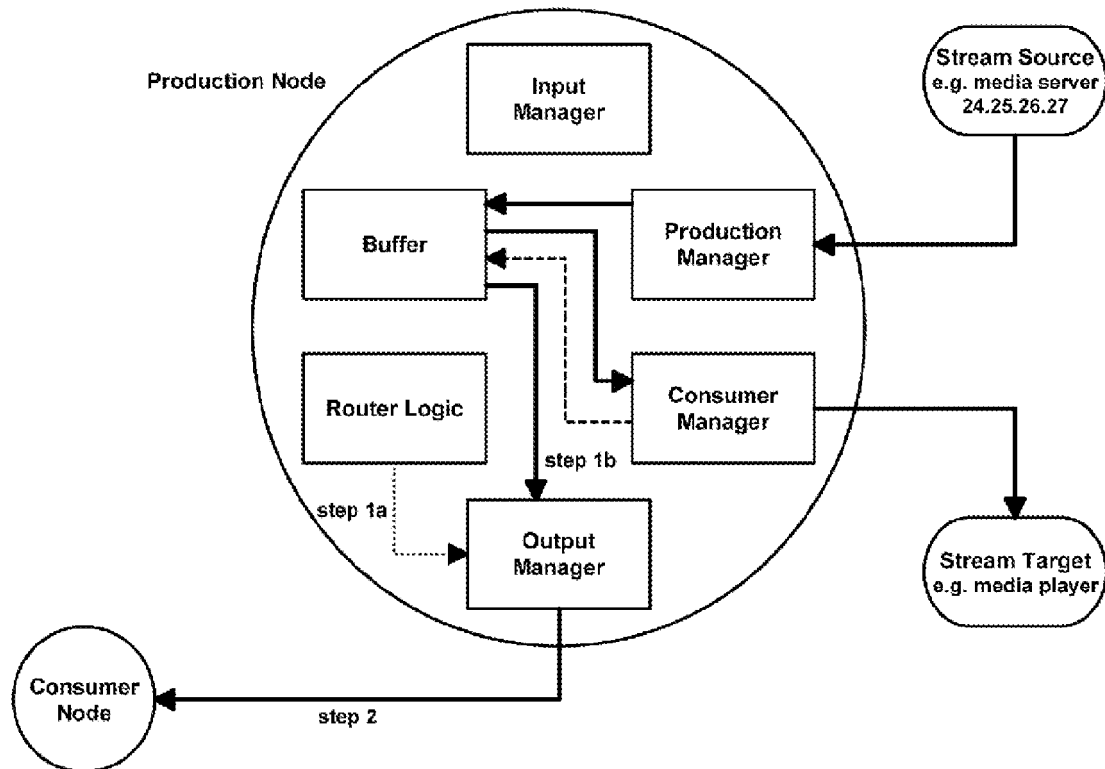 Production Node
Input
Manager
Stream Source
e.g. media server
24.25.26.27
Buffer
Production
Manager
Router Logic
Consumer
Manager
step 1b
step 1a
Output
Manager
Stream Target
e.g. media player
Consumer
Node
step 2